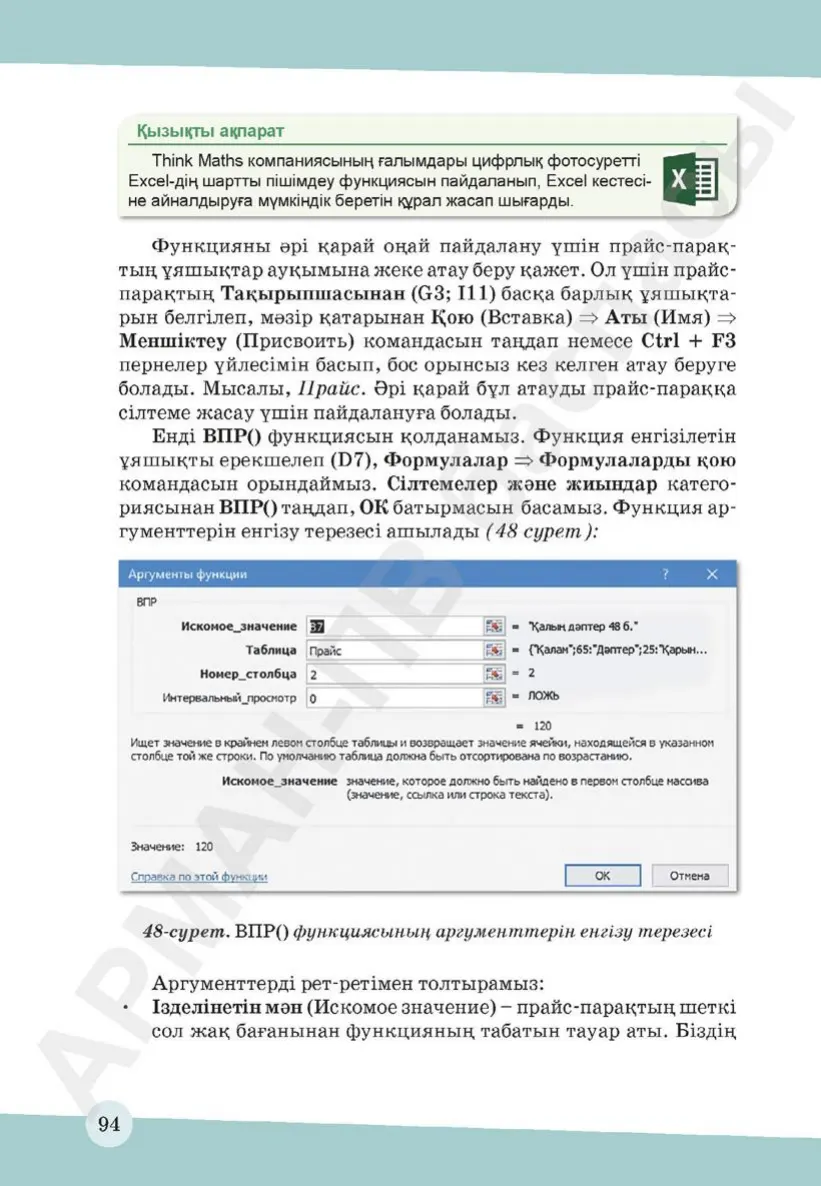 Қызықты ақпарат
Think Maths компаниясының ғалымдары цифрлық фотосуретті
Excel-дің шартты пішімдеу функциясын пайдаланып, Excel кестесі-
не айналдыруға мүмкіндік беретін құрал жасап шығарды.
Функцияны әрі қарай оңай пайдалану үшін прайс-парақ-
тың ұяшықтар ауқымына жеке атау беру қажет. Ол үшін прайс-
парақтың Тақырыпшасынан (G3; I11) басқа барлық ұяшықта-
рын белгілеп, мәзір қатарынан Қою (Вставка) ⇒ Аты (Имя) ⇒
Меншіктеу (Присвоить) командасын таңдап немесе Ctrl + F3
пернелер үйлесімін басып, бос орынсыз кез келген атау беруге
болады. Мысалы, Прайс. Әрі қарай бұл атауды прайс-параққа
сілтеме жасау үшін пайдалануға болады.
Енді ВПР() функциясын қолданамыз. Функция енгізілетін
ұяшықты ерекшелеп (D7), Формулалар ⇒ Формулаларды қою
командасын орындаймыз. Сілтемелер және жиындар катего-
риясынан ВПР() таңдап, ОК батырмасын басамыз. Функция ар-
гументтерін енгізу терезесі ашылады (48 сурет):
Аргументы функции ? ×
ВПР
Искомое_значение B7 = "Қалың дәптер 48 б."
Таблица Прайс = {"Қалам";65:"Дәптер";25:"Қарын...
Номер_столбца 2 = 2
Интервальный_просмотр 0 = ЛОЖЬ
= 120
Ищет значение в крайнем левом столбце таблицы и возвращает значение ячейки, находящейся в указанном
столбце той же строки. По умолчанию таблица должна быть отсортирована по возрастанию.
Искомое_значение значение, которое должно быть найдено в первом столбце массива
(значение, ссылка или строка текста).
Значение: 120
Справка по этой функции ОК Отмена
48-сурет. ВПР() функциясының аргументтерін енгізу терезесі
Аргументтерді рет-ретімен толтырамыз:
• Ізделінетін мән (Искомое значение) – прайс-парақтың шеткі
сол жақ бағанынан функцияның табатын тауар аты. Біздің
94
АРМАН-ПВ баспасы